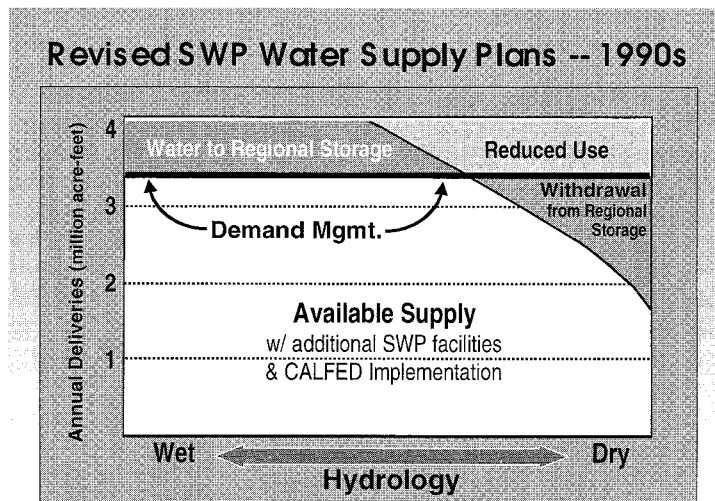 Revised SWP Water Supply Plans -- 1990s
Annual Deliveries (million acre-feet)
4
3
2
1
Water to Regional Storage
Reduced Use
Withdrawal
from Regional
Storage
Demand Mgmt.
Available Supply
w/ additional SWP facilities
& CALFED Implementation
Wet
Dry
Hydrology